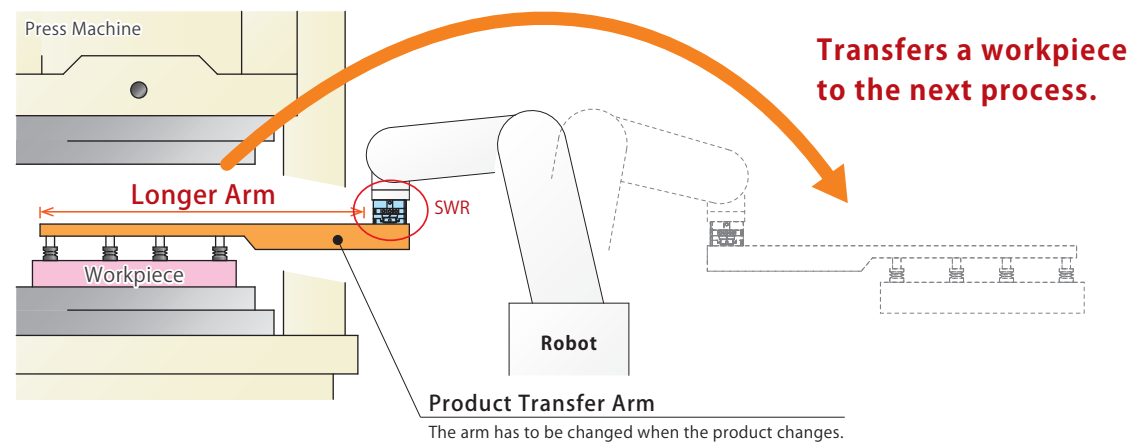 Press Machine
Transfers a workpiece
to the next process.
Longer Arm
SWR
Workpiece
Robot
Product Transfer Arm
The arm has to be changed when the product changes.